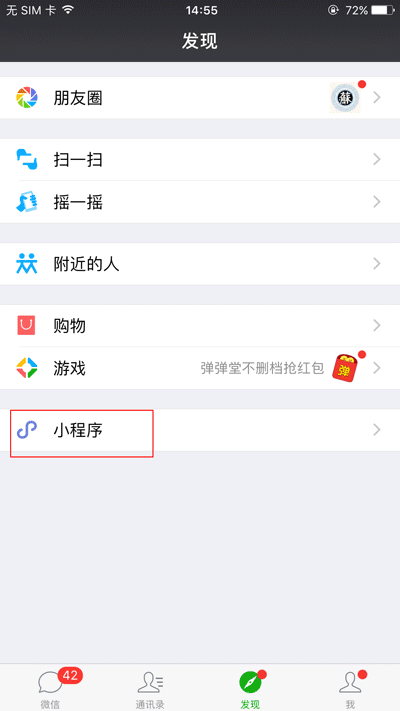 无 SIM 卡 14:55 72%
发现
朋友圈 蘇
扫一扫
摇一摇
附近的人
购物
游戏 弹弹堂不删档抢红包 弹
小程序
42
微信 通讯录 发现 我